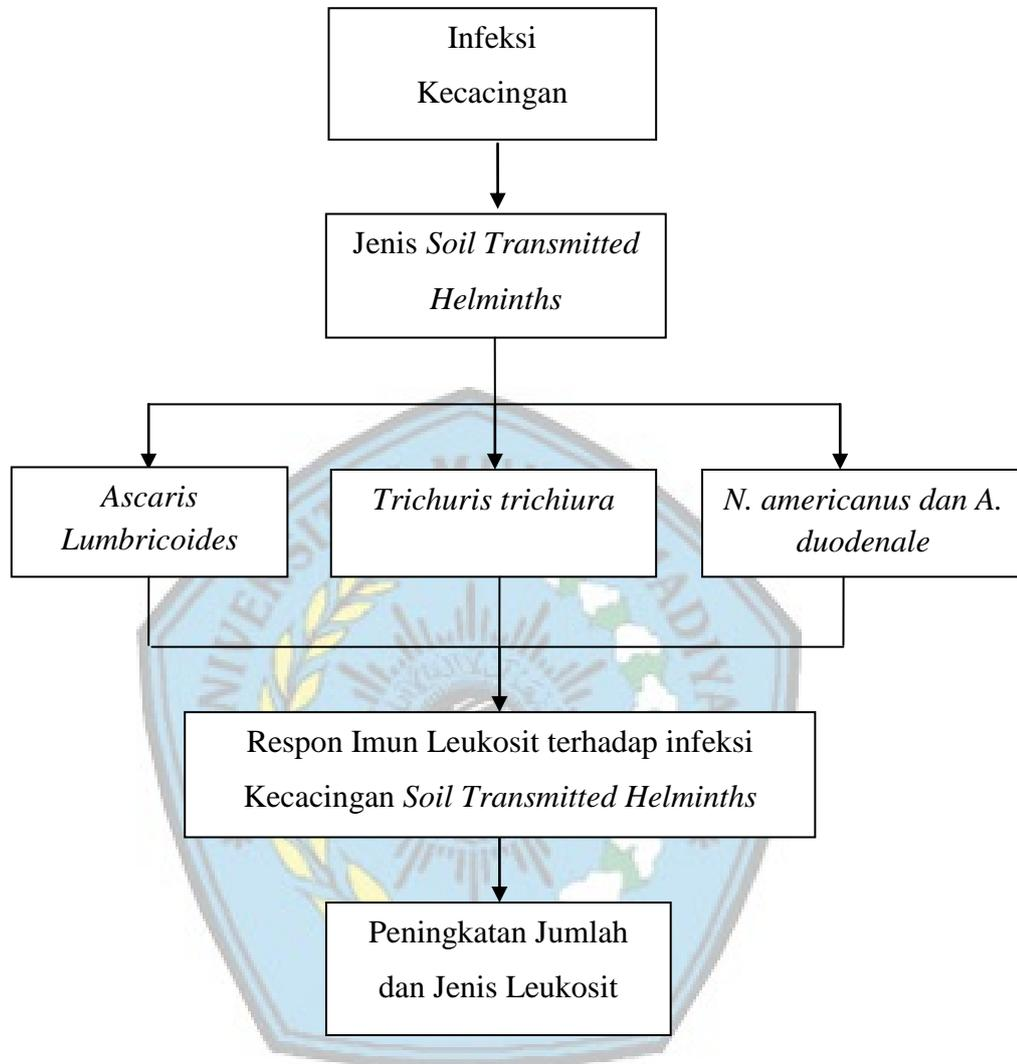 Infeksi
Kecacingan
Jenis Soil Transmitted
Helminths
Ascaris
Lumbricoides
Trichuris trichiura
N. americanus dan A.
duodenale
Respon Imun Leukosit terhadap infeksi
Kecacingan Soil Transmitted Helminths
Peningkatan Jumlah
dan Jenis Leukosit